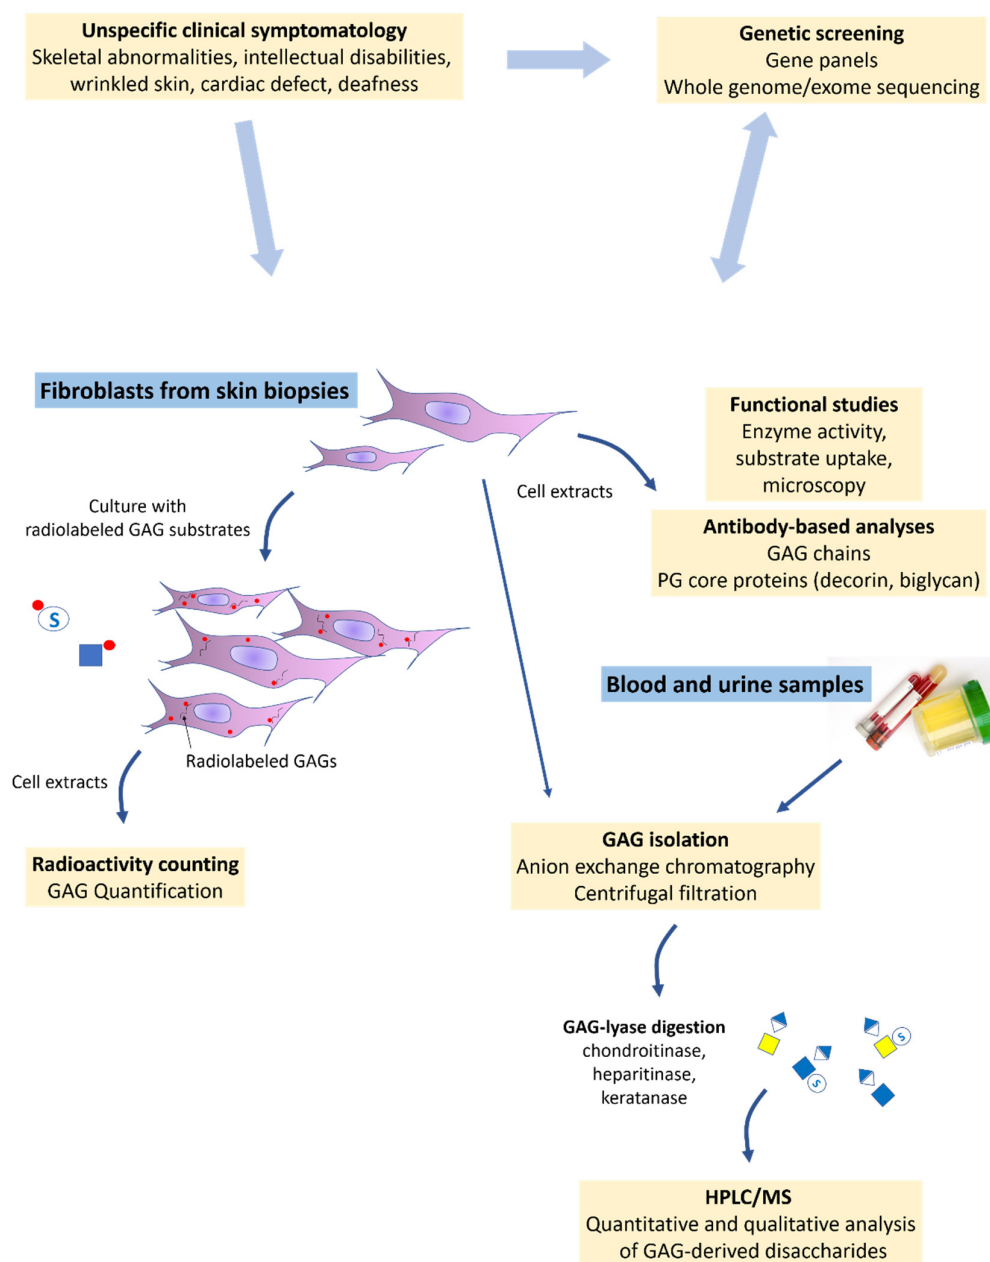 Unspecific clinical symptomatology
Skeletal abnormalities, intellectual disabilities,
wrinkled skin, cardiac defect, deafness
Genetic screening
Gene panels
Whole genome/exome sequencing
Fibroblasts from skin biopsies
Functional studies
Enzyme activity,
substrate uptake,
microscopy
Cell extracts
Culture with
radiolabeled GAG substrates
Antibody-based analyses
GAG chains
PG core proteins (decorin, biglycan)
S
Blood and urine samples
Radiolabeled GAGs
Cell extracts
Radioactivity counting
GAG Quantification
GAG isolation
Anion exchange chromatography
Centrifugal filtration
GAG-lyase digestion
chondroitinase,
heparitinase,
keratanase
S
S
HPLC/MS
Quantitative and qualitative analysis
of GAG-derived disaccharides